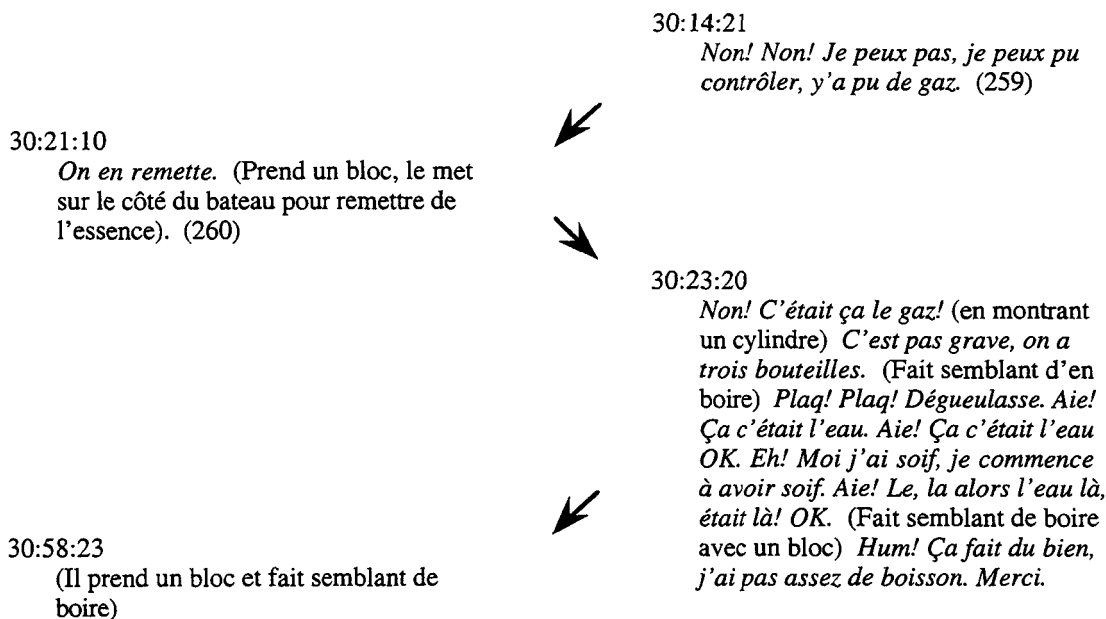 30:14:21
Non! Non! Je peux pas, je peux pu
contrôler, y'a pu de gaz. (259)
30:21:10
On en remette. (Prend un bloc, le met
sur le côté du bateau pour remettre de
l'essence). (260)
30:23:20
Non! C'était ça le gaz! (en montrant
un cylindre) C'est pas grave, on a
trois bouteilles. (Fait semblant d'en
boire) Plaq! Plaq! Dégueulasse. Aie!
Ça c'était l'eau. Aie! Ça c'était l'eau
OK. Eh! Moi j'ai soif, je commence
à avoir soif. Aie! Le, la alors l'eau là,
était là! OK. (Fait semblant de boire
avec un bloc) Hum! Ça fait du bien,
j'ai pas assez de boisson. Merci.
30:58:23
(Il prend un bloc et fait semblant de
boire)